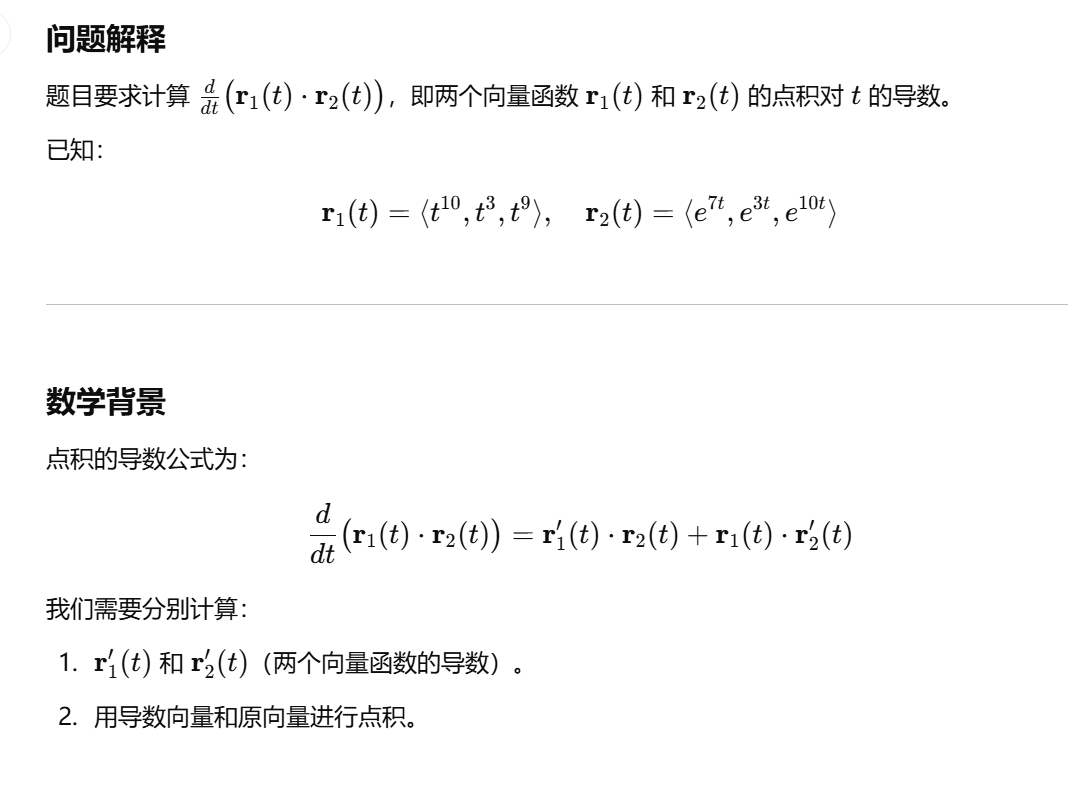 问题解释
题目要求计算 $\frac{d}{dt}\big(\mathbf{r}_1(t) \cdot \mathbf{r}_2(t)\big)$，即两个向量函数 $\mathbf{r}_1(t)$ 和 $\mathbf{r}_2(t)$ 的点积对 $t$ 的导数。
已知：
$\mathbf{r}_1(t) = \langle t^{10}, t^3, t^9 \rangle, \quad \mathbf{r}_2(t) = \langle e^{7t}, e^{3t}, e^{10t} \rangle$
数学背景
点积的导数公式为：
$\frac{d}{dt}\big(\mathbf{r}_1(t) \cdot \mathbf{r}_2(t)\big) = \mathbf{r}_1'(t) \cdot \mathbf{r}_2(t) + \mathbf{r}_1(t) \cdot \mathbf{r}_2'(t)$
我们需要分别计算：
1. $\mathbf{r}_1'(t)$ 和 $\mathbf{r}_2'(t)$（两个向量函数的导数）。
2. 用导数向量和原向量进行点积。